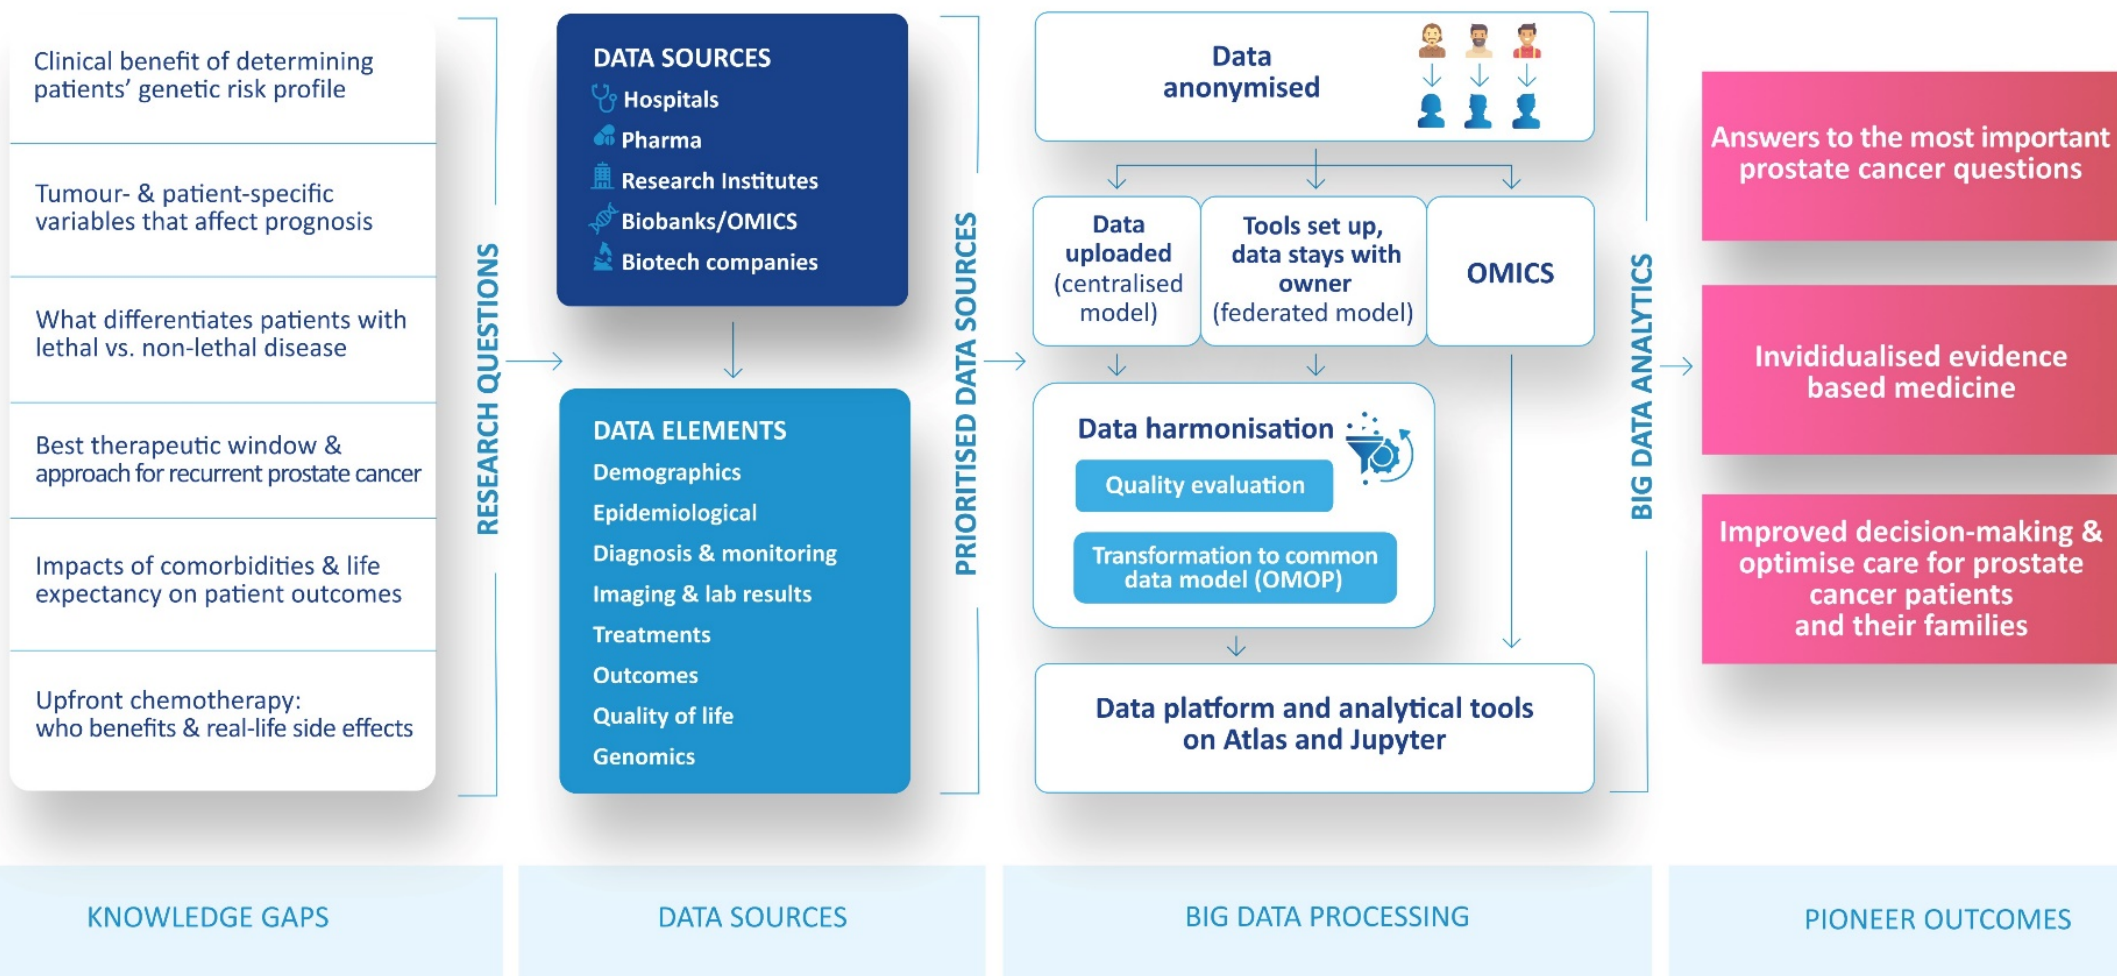 Clinical benefit of determining
patients’ genetic risk profile
Tumour- & patient-specific
variables that affect prognosis
What differentiates patients with
lethal vs. non-lethal disease
Best therapeutic window &
approach for recurrent prostate cancer
Impacts of comorbidities & life
expectancy on patient outcomes
Upfront chemotherapy:
who benefits & real-life side effects
KNOWLEDGE GAPS
RESEARCH QUESTIONS
DATA SOURCES
Hospitals
Pharma
Research Institutes
Biobanks/OMICS
Biotech companies
DATA ELEMENTS
Demographics
Epidemiological
Diagnosis & monitoring
Imaging & lab results
Treatments
Outcomes
Quality of life
Genomics
DATA SOURCES
PRIORITISED DATA SOURCES
Data
anonymised
Data
uploaded
(centralised
model)
Tools set up,
data stays with
owner
(federated model)
OMICS
Data harmonisation
Quality evaluation
Transformation to common
data model (OMOP)
Data platform and analytical tools
on Atlas and Jupyter
BIG DATA PROCESSING
BIG DATA ANALYTICS
Answers to the most important
prostate cancer questions
Invididualised evidence
based medicine
Improved decision-making &
optimise care for prostate
cancer patients
and their families
PIONEER OUTCOMES